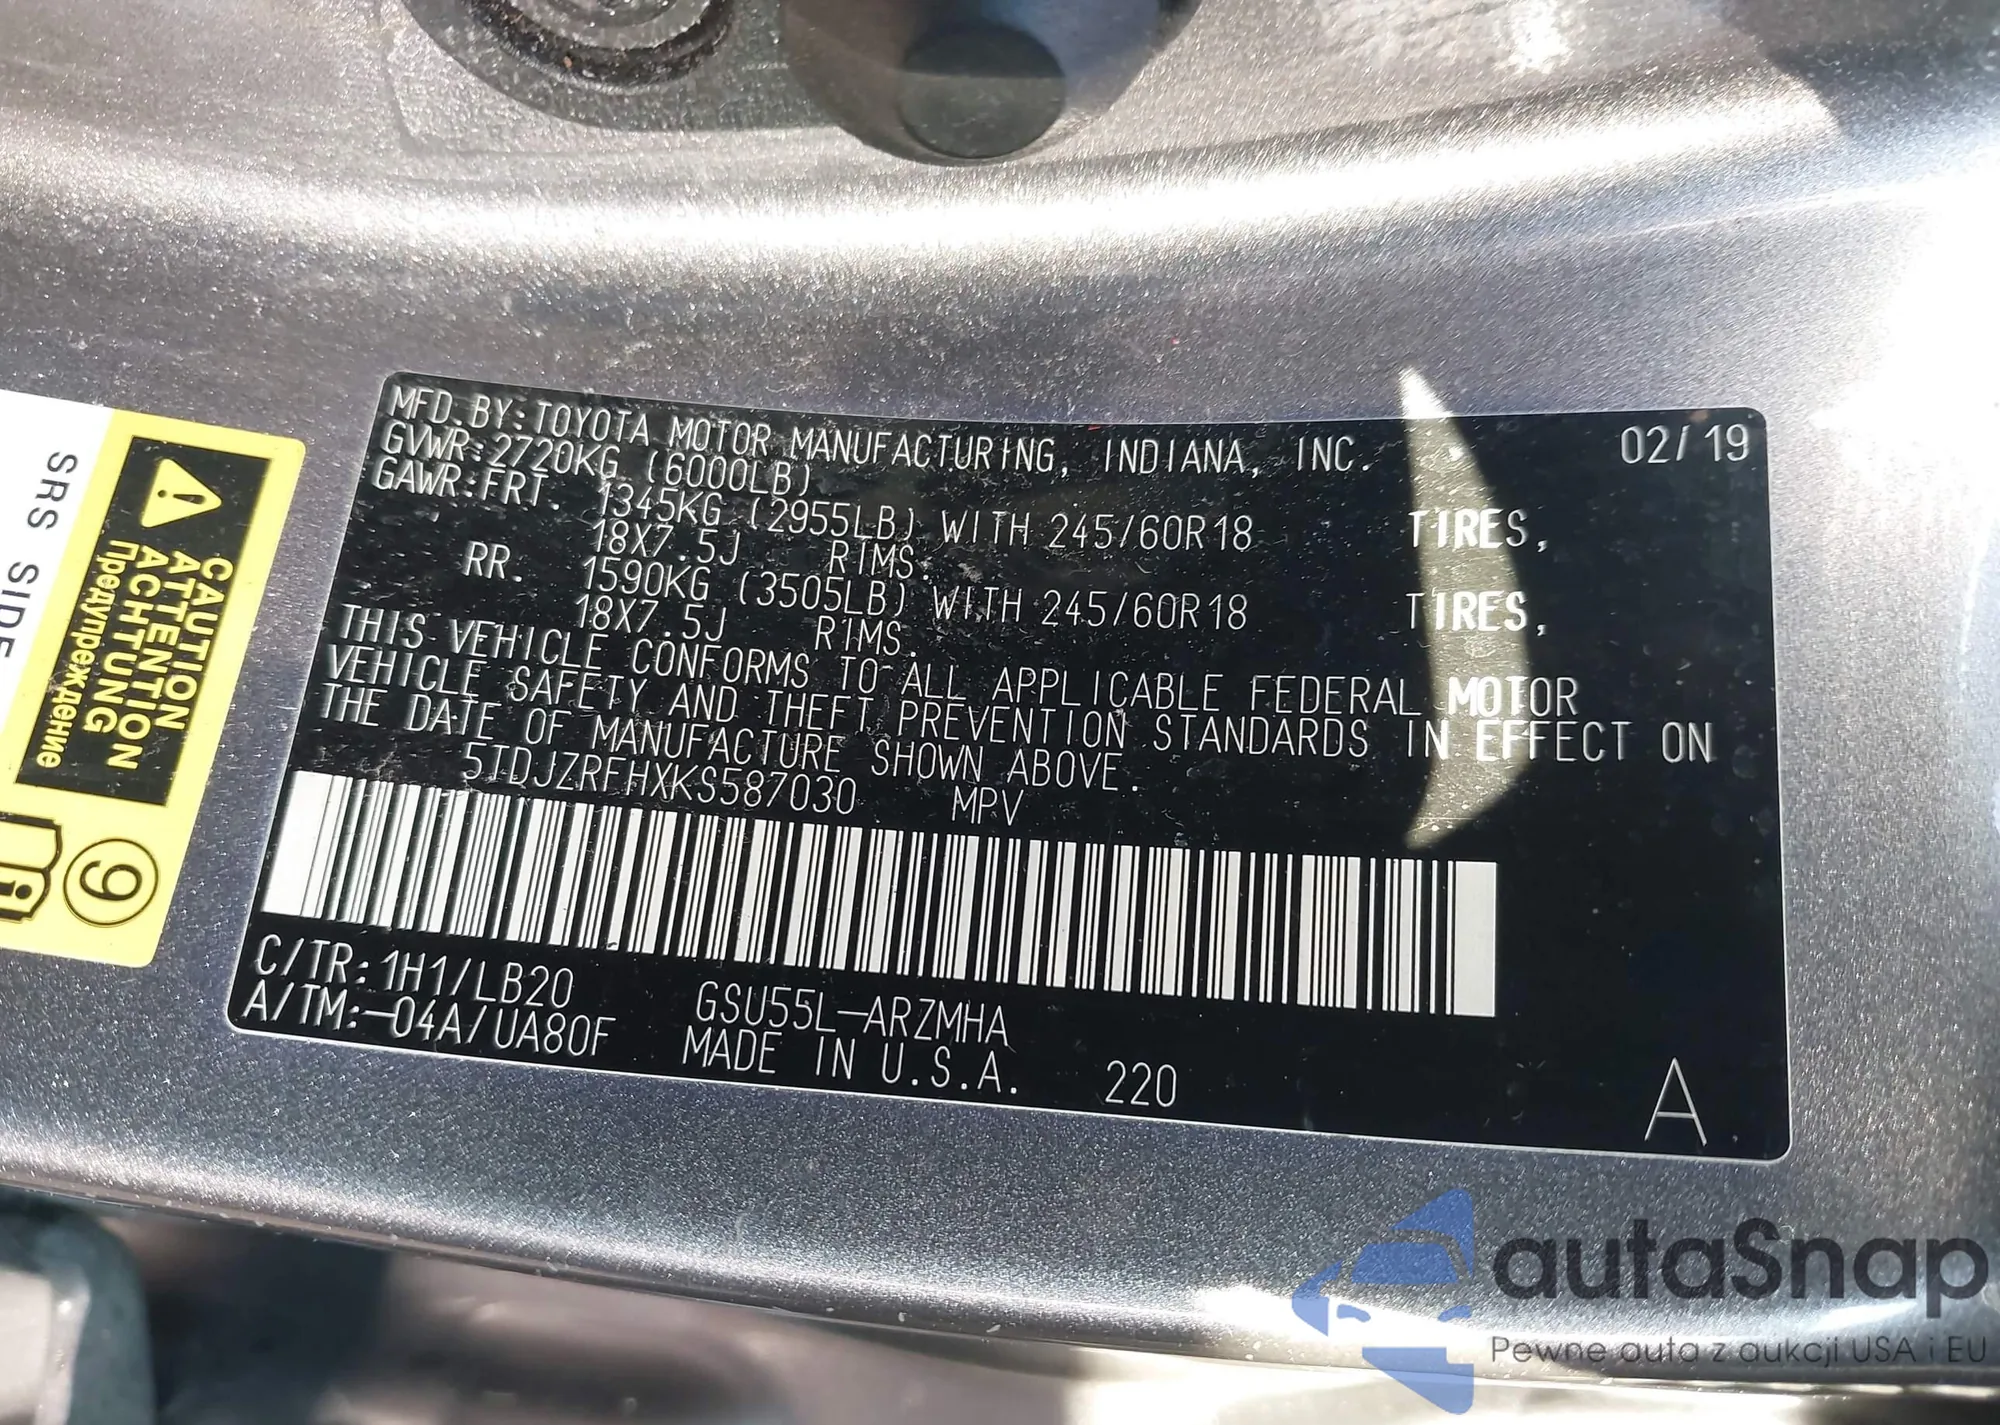 MFD. BY: TOYOTA MOTOR MANUFACTURING, INDIANA, INC. 02/19
GVWR: 2720KG (6000LB)
GAWR: FRT. 1345KG (2955LB) WITH 245/60R18 TIRES,
18X7.5J RIMS.
RR. 1590KG (3505LB) WITH 245/60R18 TIRES,
18X7.5J RIMS.
THIS VEHICLE CONFORMS TO ALL APPLICABLE FEDERAL MOTOR
VEHICLE SAFETY AND THEFT PREVENTION STANDARDS IN EFFECT ON
THE DATE OF MANUFACTURE SHOWN ABOVE.
5TDJZRFHXKS587030 MPV
C/TR: 1H1/LB20 GSU55L-ARZMHA
A/TM: -04A/UA80F MADE IN U.S.A. 220 A
SRS SIDE
CAUTION
ATTENTION
ACHTUNG
Предупреждение
9
i
autaSnap
Pewne auta z aukcji USA i EU